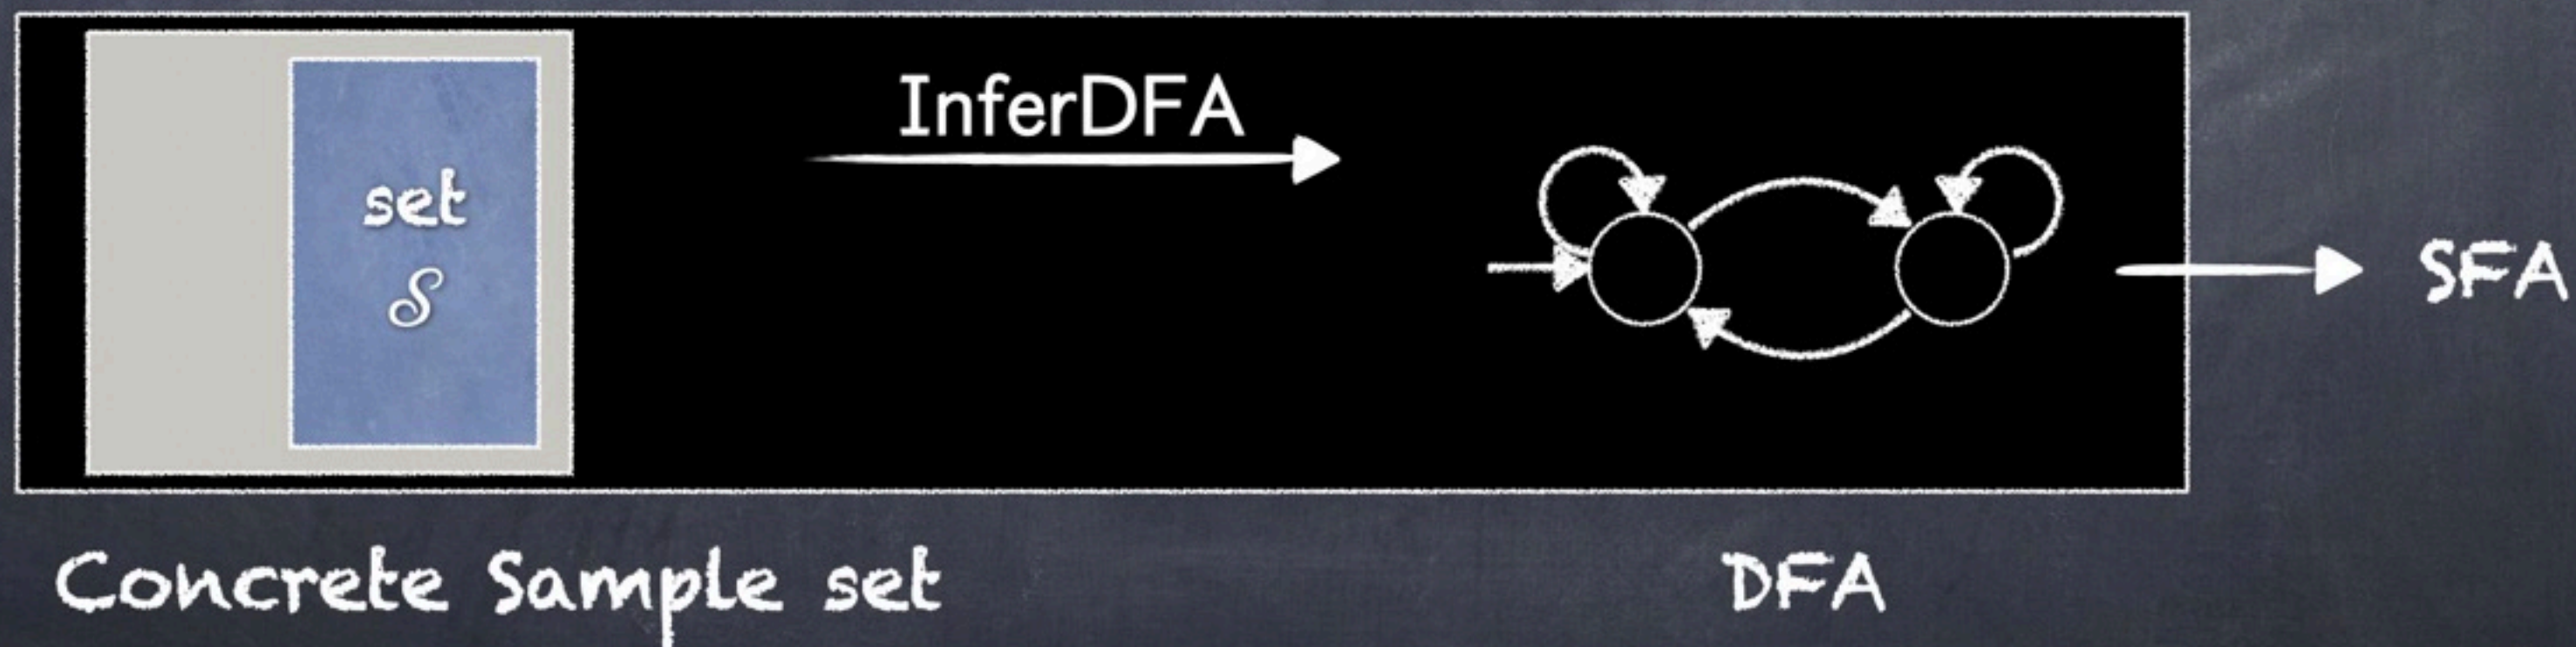 InferDFA
set
𝒮
SFA
Concrete Sample set
DFA